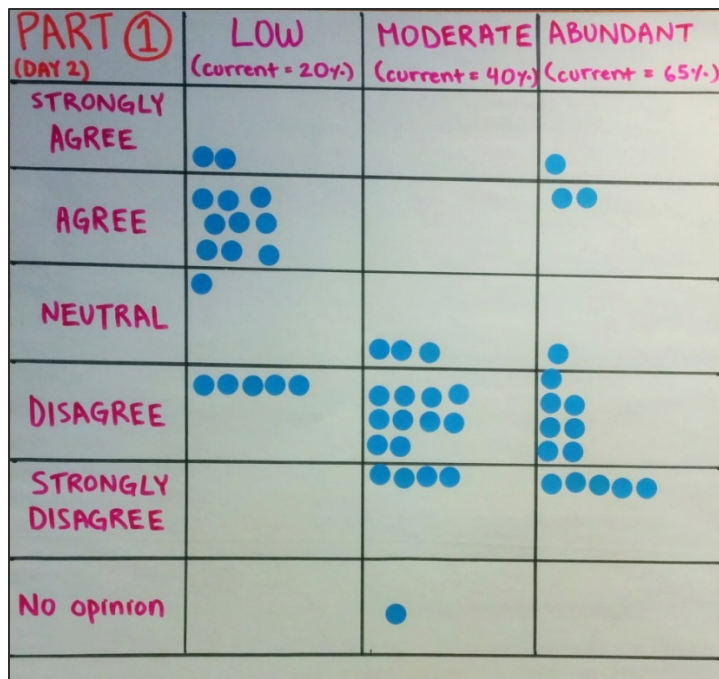 PART 1
(DAY 2)
LOW
(current = 20%)
MODERATE
(current = 40%)
ABUNDANT
(current = 65%)
STRONGLY
AGREE
AGREE
NEUTRAL
DISAGREE
STRONGLY
DISAGREE
No opinion